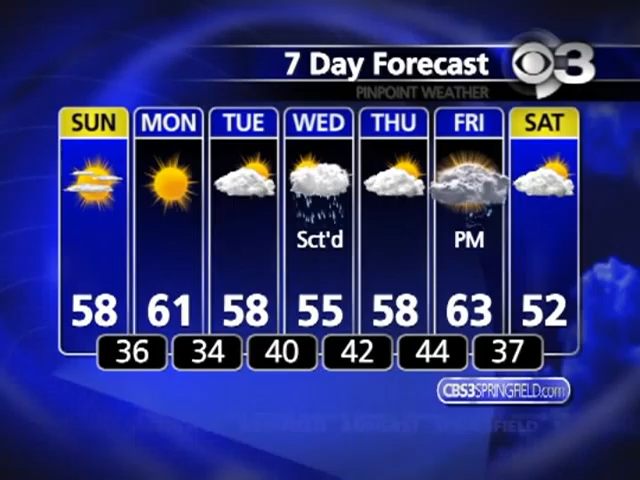 7 Day Forecast
3
PINPOINT WEATHER
SUN MON TUE WED THU FRI SAT
Sct'd PM
58 61 58 55 58 63 52
36 34 40 42 44 37
CBS3SPRINGFIELD.com